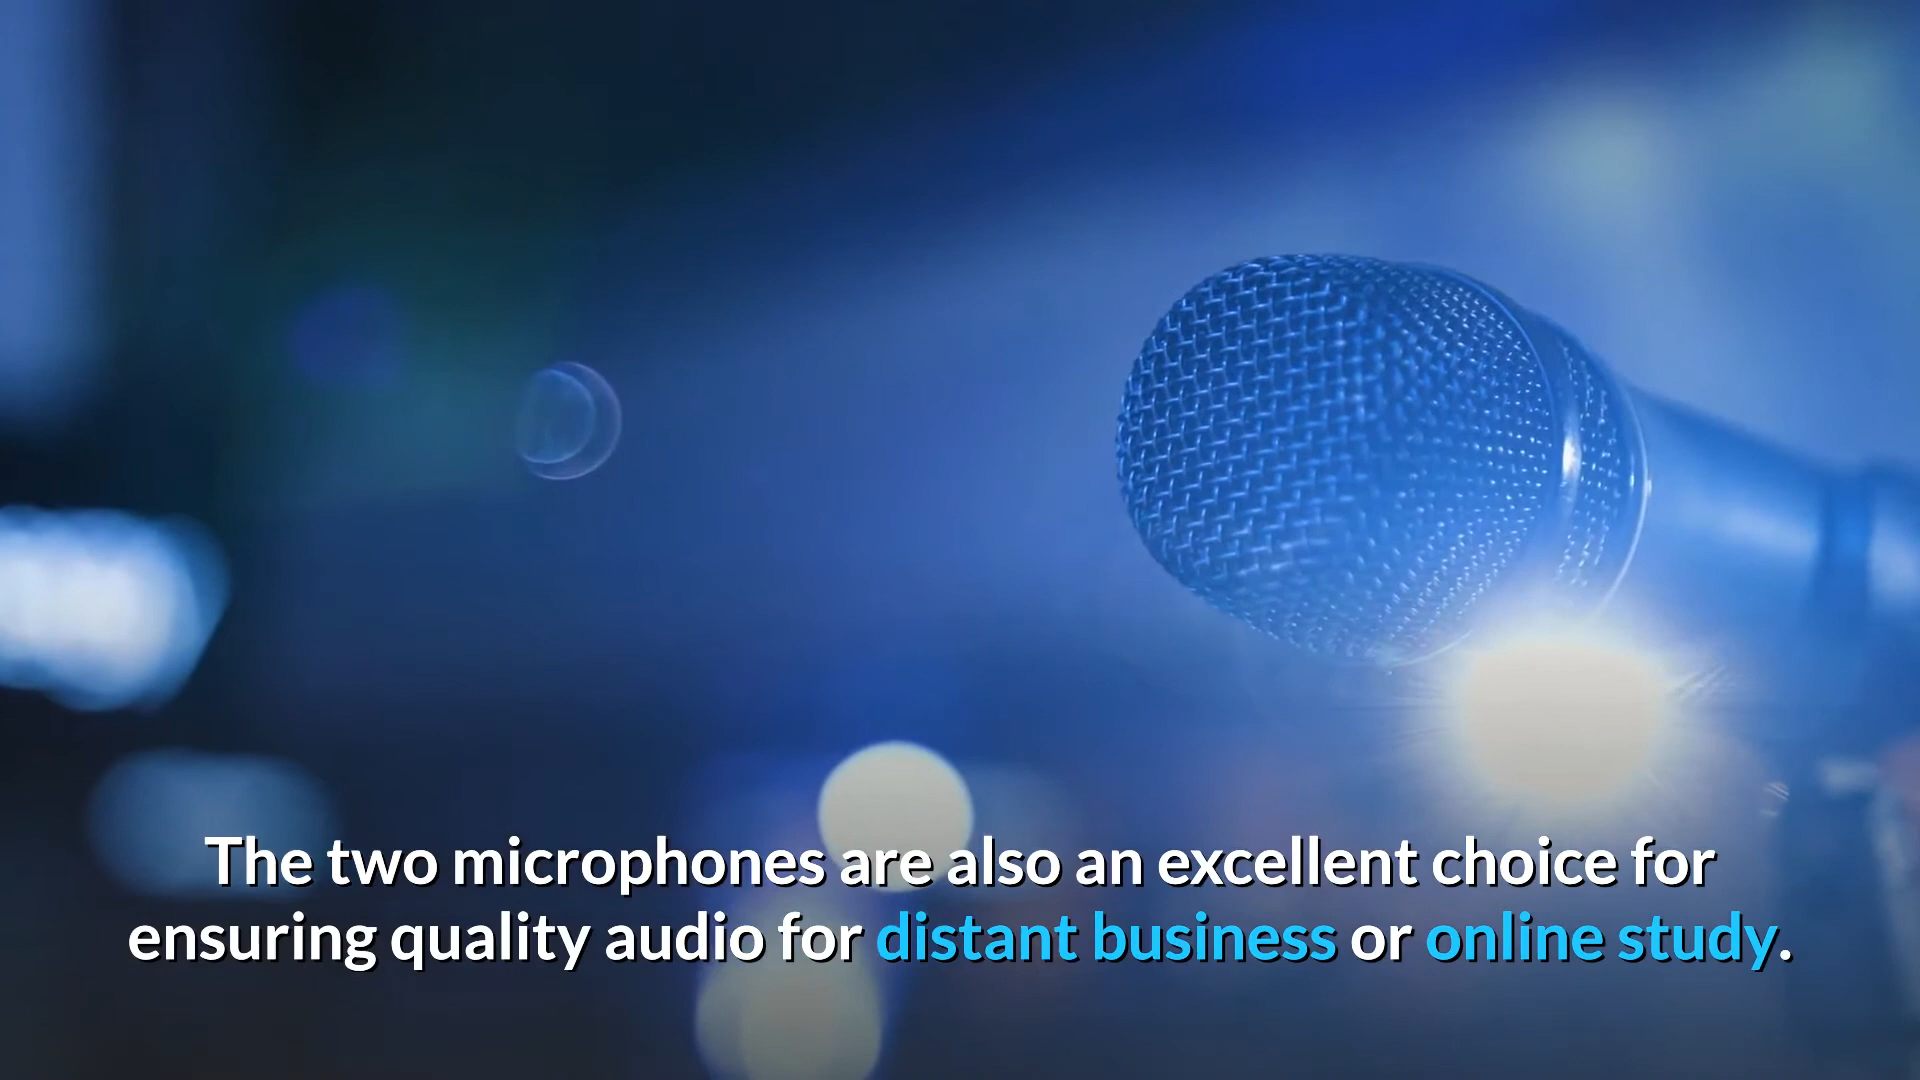 The two microphones are also an excellent choice for
ensuring quality audio for distant business or online study.